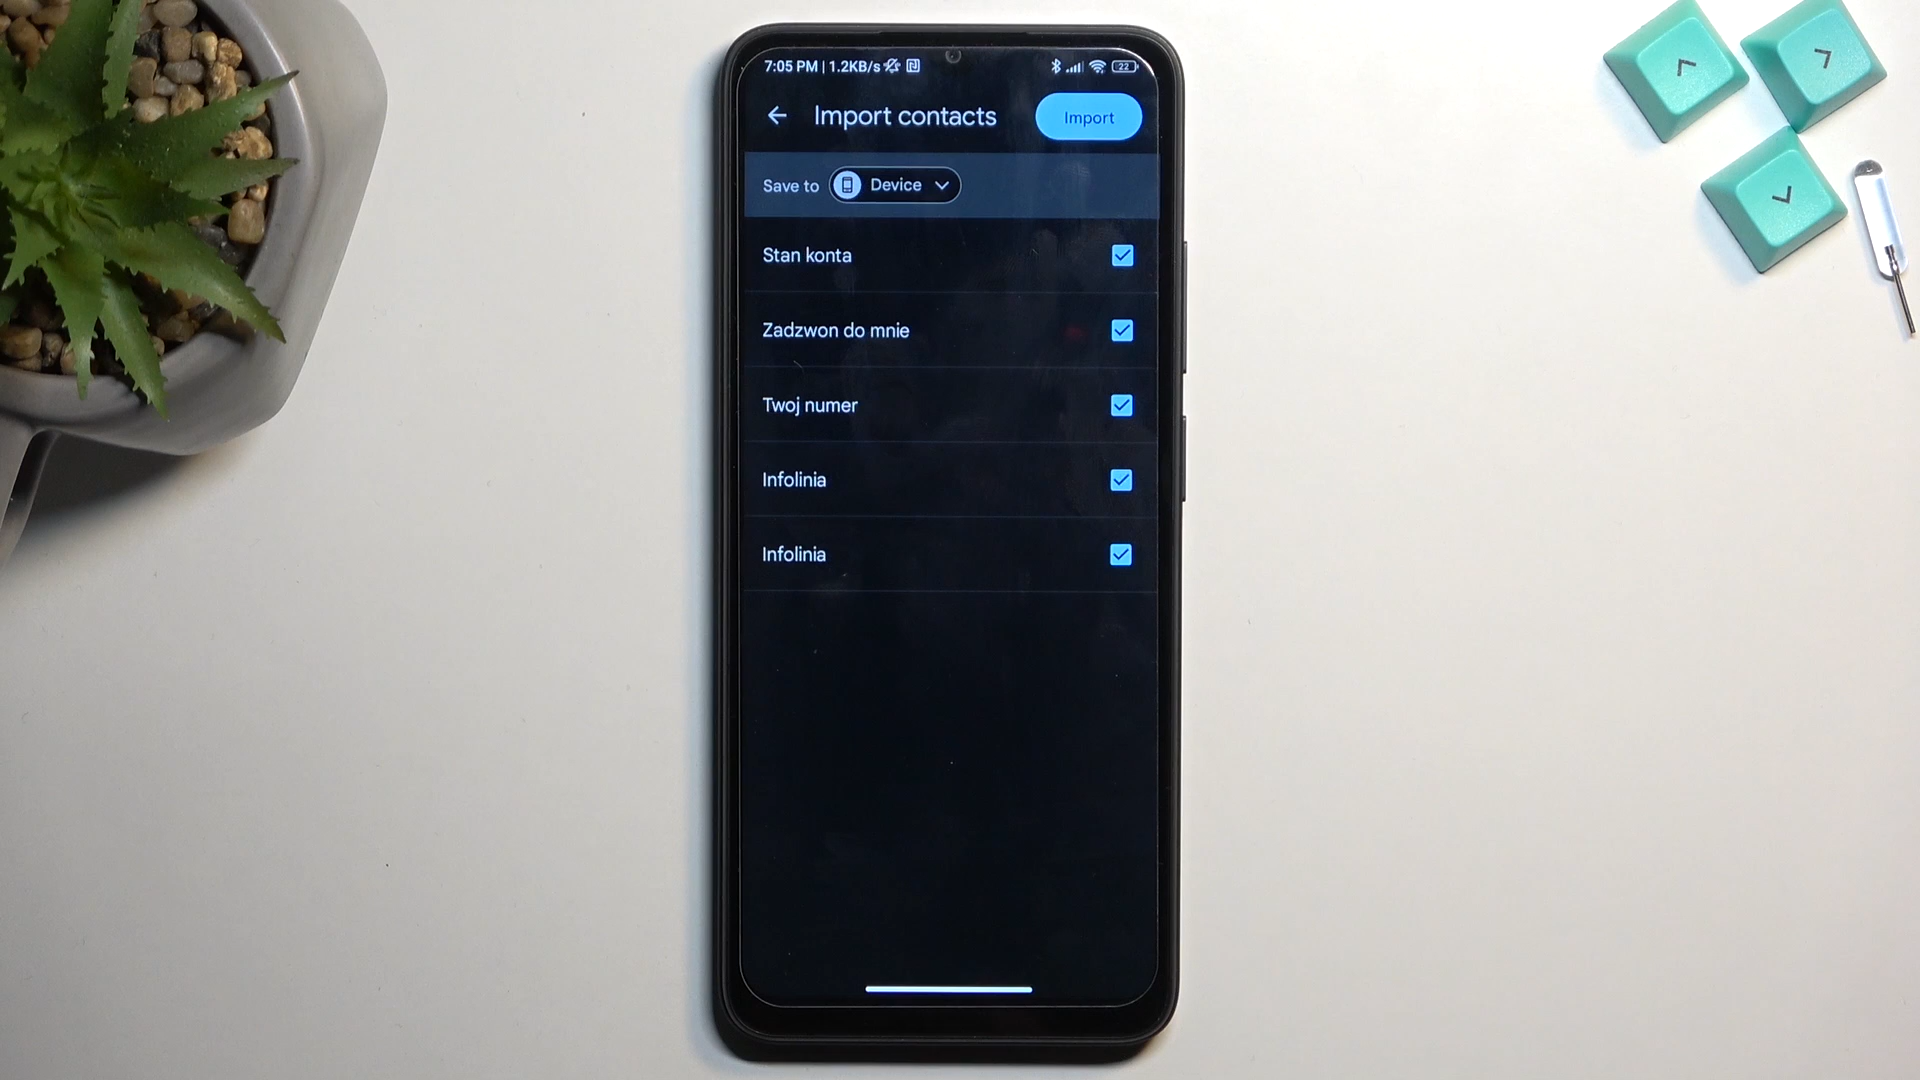 7:05 PM | 1.2KB/s 22
Import contacts Import
Save to Device
Stan konta
Zadzwon do mnie
Twoj numer
Infolinia
Infolinia